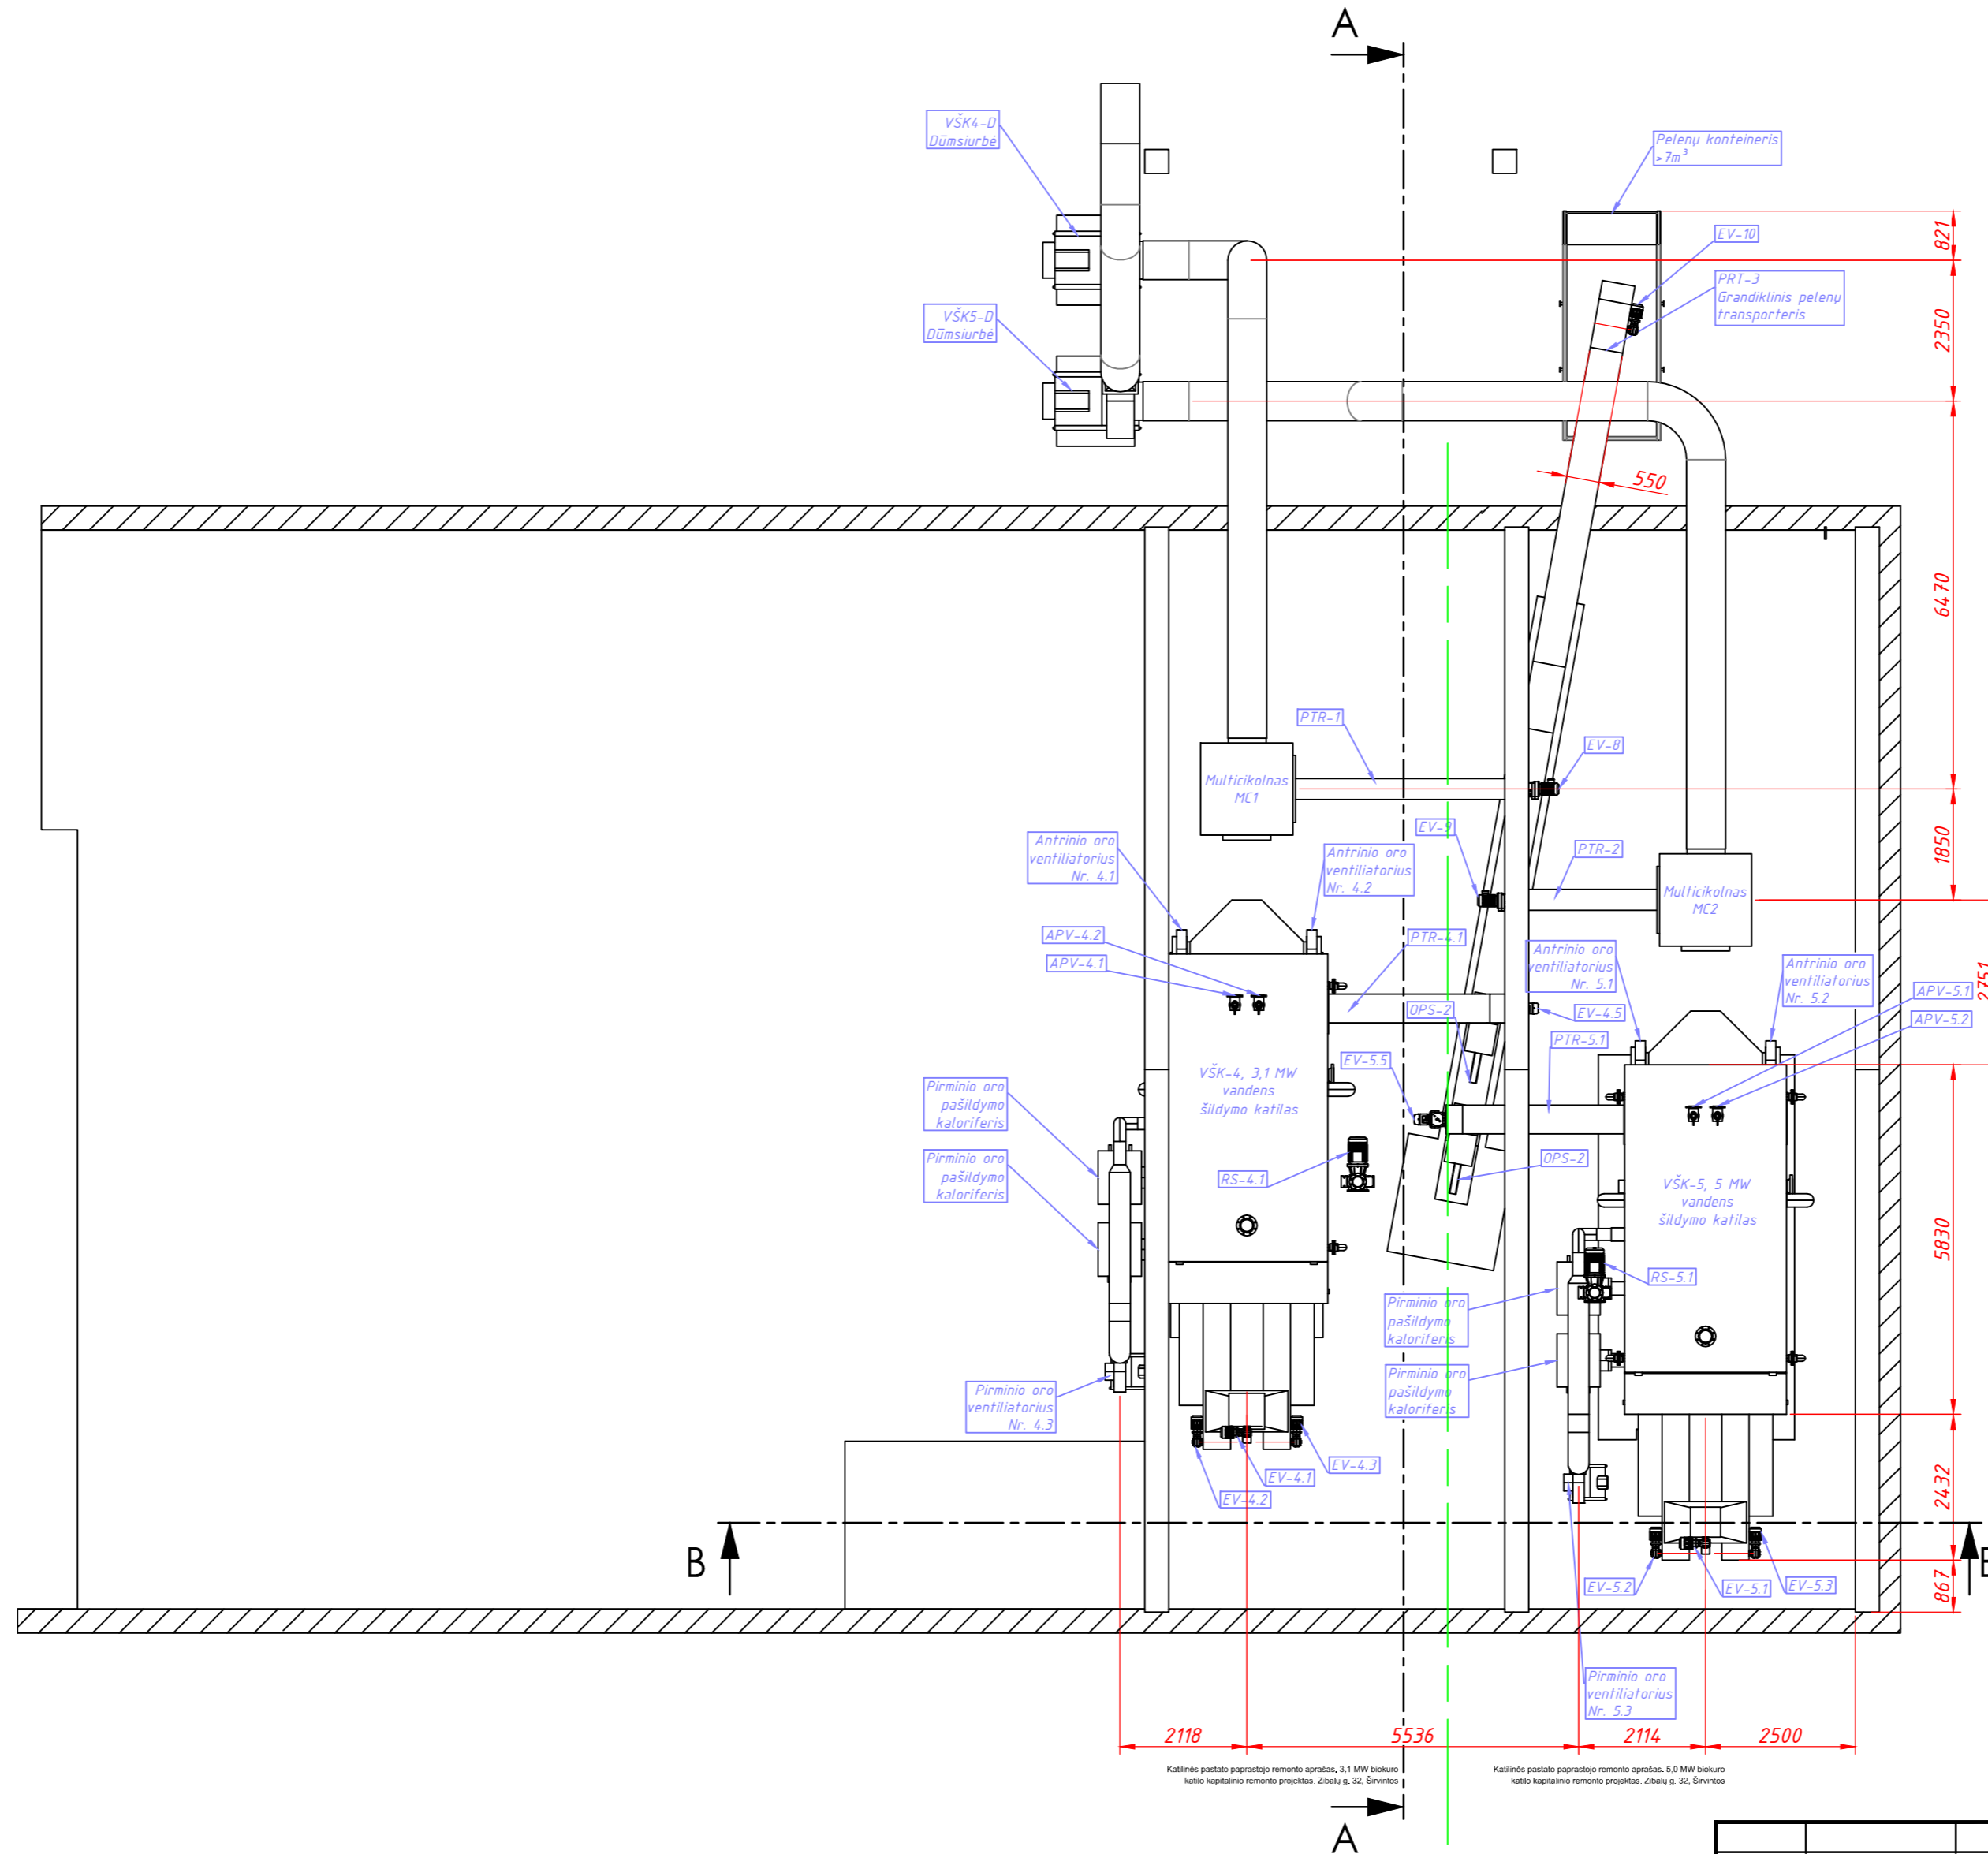 A
VŠK4-D
Dūmsiurbė
Pelenų konteineris
>7m³
EV-10
821
PRT-3
Grandiklinis pelenų
transporteris
VŠK5-D
Dūmsiurbė
2350
550
6470
PTR-1
EV-8
Multicikolnas
MC1
EV-9
PTR-2
1850
Antrinio oro
ventiliatorius
Nr. 4.1
Antrinio oro
ventiliatorius
Nr. 4.2
Multicikolnas
MC2
APV-4.2
APV-4.1
PTR-4.1
Antrinio oro
ventiliatorius
Nr. 5.1
Antrinio oro
ventiliatorius
Nr. 5.2
2751
APV-5.1
APV-5.2
OPS-2
EV-4.5
PTR-5.1
EV-5.5
VŠK-4, 3,1 MW
vandens
šildymo katilas
Pirminio oro
pašildymo
kaloriferis
Pirminio oro
pašildymo
kaloriferis
RS-4.1
OPS-2
VŠK-5, 5 MW
vandens
šildymo katilas
5830
RS-5.1
Pirminio oro
pašildymo
kaloriferis
Pirminio oro
pašildymo
kaloriferis
Pirminio oro
ventiliatorius
Nr. 4.3
EV-4.3
EV-4.1
EV-4.2
2432
B
EV-5.2
EV-5.1
EV-5.3
867
Pirminio oro
ventiliatorius
Nr. 5.3
2118
5536
2114
2500
Katilinės pastato paprastojo remonto aprašas. 3,1 MW biokuro
katilo kapitalinio remonto projektas. Zibalų g. 32, Širvintos
Katilinės pastato paprastojo remonto aprašas. 5,0 MW biokuro
katilo kapitalinio remonto projektas. Zibalų g. 32, Širvintos
A